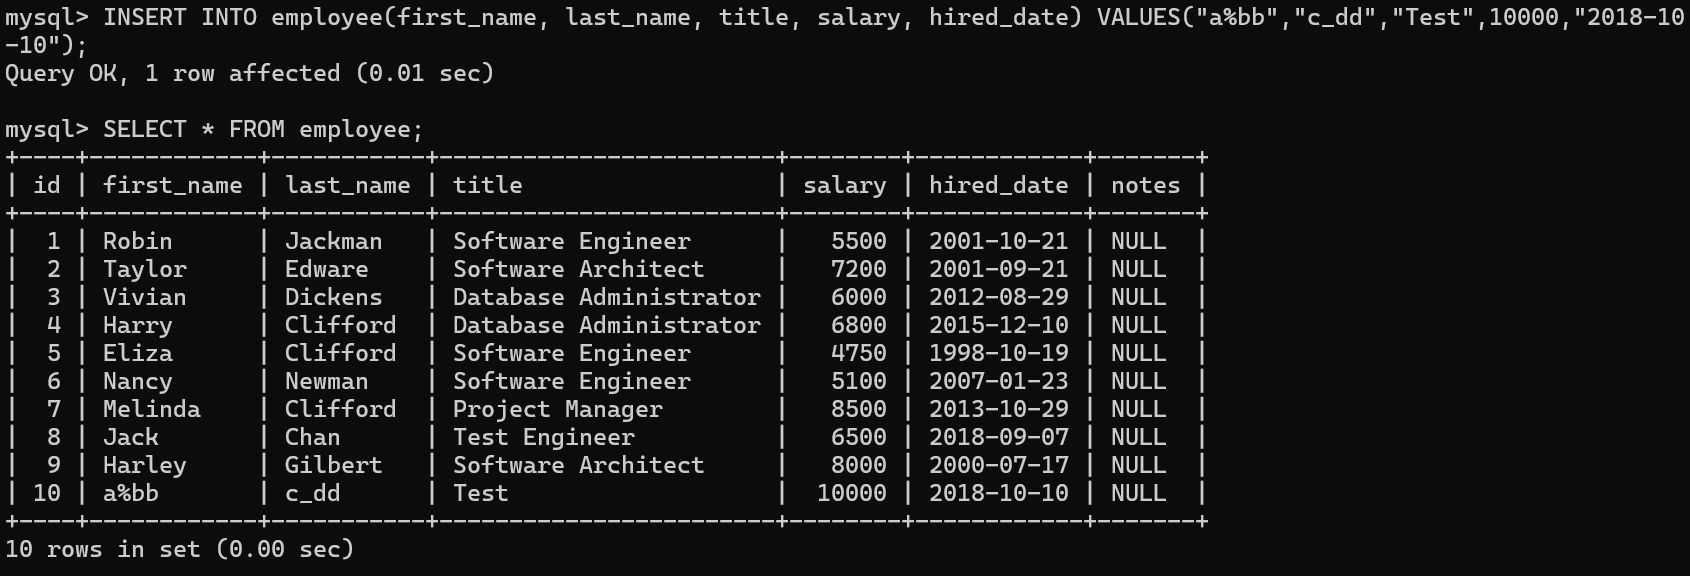 mysql> INSERT INTO employee(first_name, last_name, title, salary, hired_date) VALUES("a%bb","c_dd","Test",10000,"2018-10
-10");
Query OK, 1 row affected (0.01 sec)

mysql> SELECT * FROM employee;
+----+------------+-----------+------------------------+--------+------------+-------+
| id | first_name | last_name | title                  | salary | hired_date | notes |
+----+------------+-----------+------------------------+--------+------------+-------+
|  1 | Robin      | Jackman   | Software Engineer      |   5500 | 2001-10-21 | NULL  |
|  2 | Taylor     | Edware    | Software Architect     |   7200 | 2001-09-21 | NULL  |
|  3 | Vivian     | Dickens   | Database Administrator |   6000 | 2012-08-29 | NULL  |
|  4 | Harry      | Clifford  | Database Administrator |   6800 | 2015-12-10 | NULL  |
|  5 | Eliza      | Clifford  | Software Engineer      |   4750 | 1998-10-19 | NULL  |
|  6 | Nancy      | Newman    | Software Engineer      |   5100 | 2007-01-23 | NULL  |
|  7 | Melinda    | Clifford  | Project Manager        |   8500 | 2013-10-29 | NULL  |
|  8 | Jack       | Chan      | Test Engineer          |   6500 | 2018-09-07 | NULL  |
|  9 | Harley     | Gilbert   | Software Architect     |   8000 | 2000-07-17 | NULL  |
| 10 | a%bb       | c_dd      | Test                   |  10000 | 2018-10-10 | NULL  |
+----+------------+-----------+------------------------+--------+------------+-------+
10 rows in set (0.00 sec)